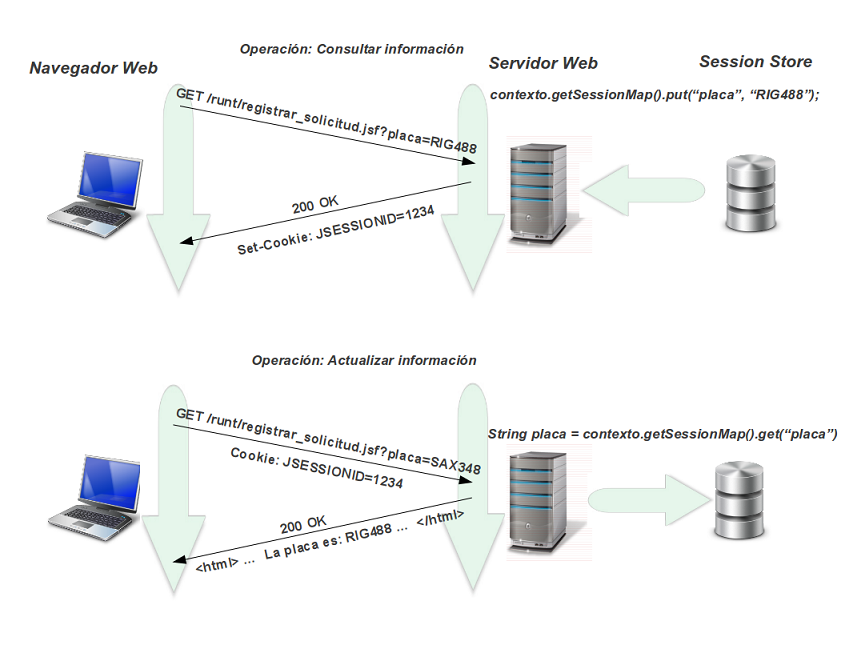 Operación: Consultar información
Navegador Web
Servidor Web
Session Store
contexto.getSessionMap().put(“placa”, “RIG488”);
GET /runt/registrar_solicitud.jsf?placa=RIG488
200 OK
Set-Cookie: JSESSIONID=1234
Operación: Actualizar información
GET /runt/registrar_solicitud.jsf?placa=SAX348
Cookie: JSESSIONID=1234
String placa = contexto.getSessionMap().get(“placa”)
200 OK
<html> ... La placa es: RIG488 ... </html>